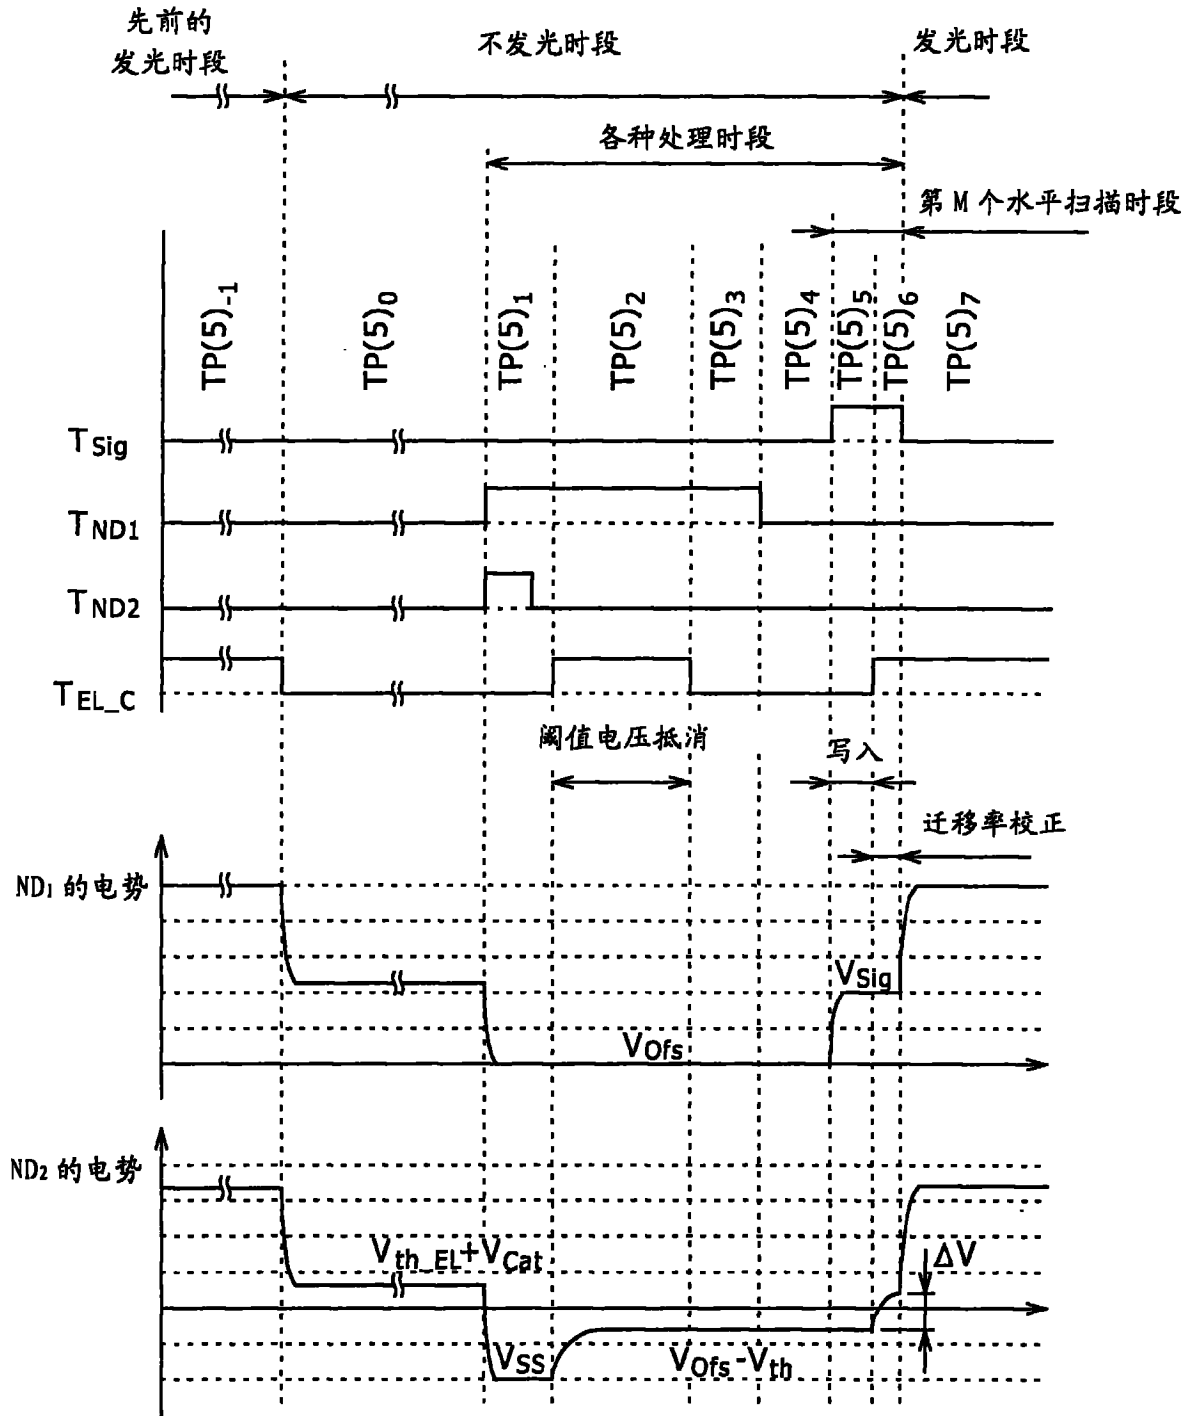 先前的
发光时段
不发光时段
发光时段
各种处理时段
第 M 个水平扫描时段
TP(5)-1
TP(5)0
TP(5)1
TP(5)2
TP(5)3
TP(5)4
TP(5)5
TP(5)6
TP(5)7
TSig
TND1
TND2
TEL_C
阈值电压抵消
写入
迁移率校正
ND1 的电势
VSig
VOfs
ND2 的电势
Vth_EL+VCat
ΔV
VSS
VOfs-Vth